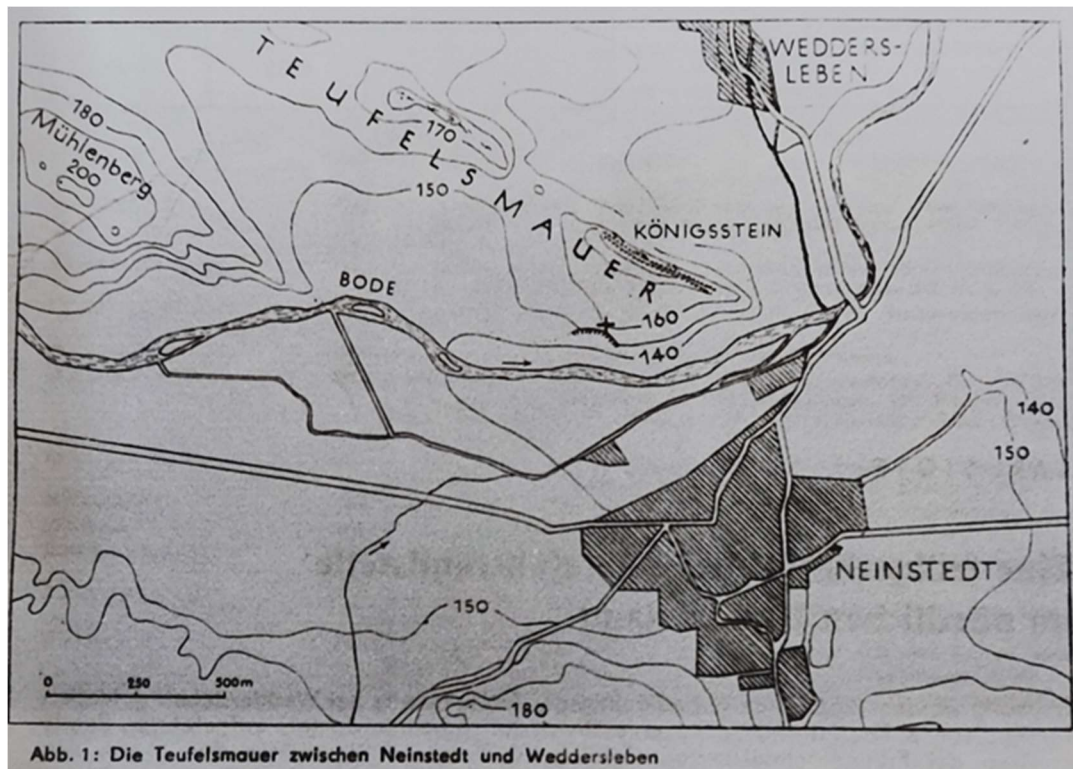 WEDDERS-
LEBEN
TEUFELSMAUER
180
170
Mühlenberg
200
150
KÖNIGSSTEIN
BODE
160
140
140
150
NEINSTEDT
150
0 250 500m
180
Abb. 1: Die Teufelsmauer zwischen Neinstedt und Weddersleben